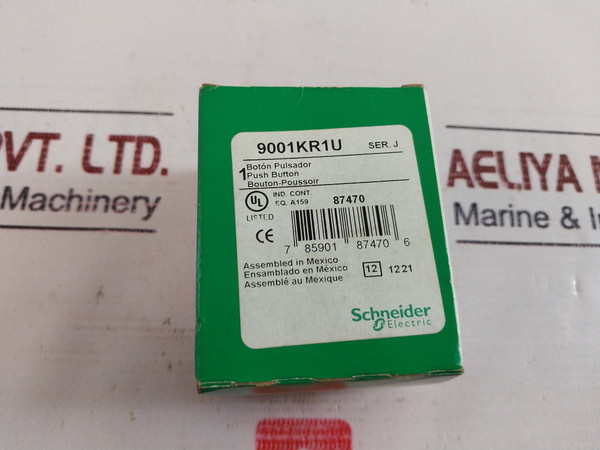 PVT. LTD.
Machinery
AELIYA
Marine & In
9001KR1U SER. J
1 Botón Pulsador
Push Button
Bouton-Poussoir
UL
LISTED
IND. CONT.
EQ. A159
87470
CE
7 85901 87470 6
Assembled in Mexico
Ensamblado en México
Assemblé au Mexique
12 1221
Schneider
Electric